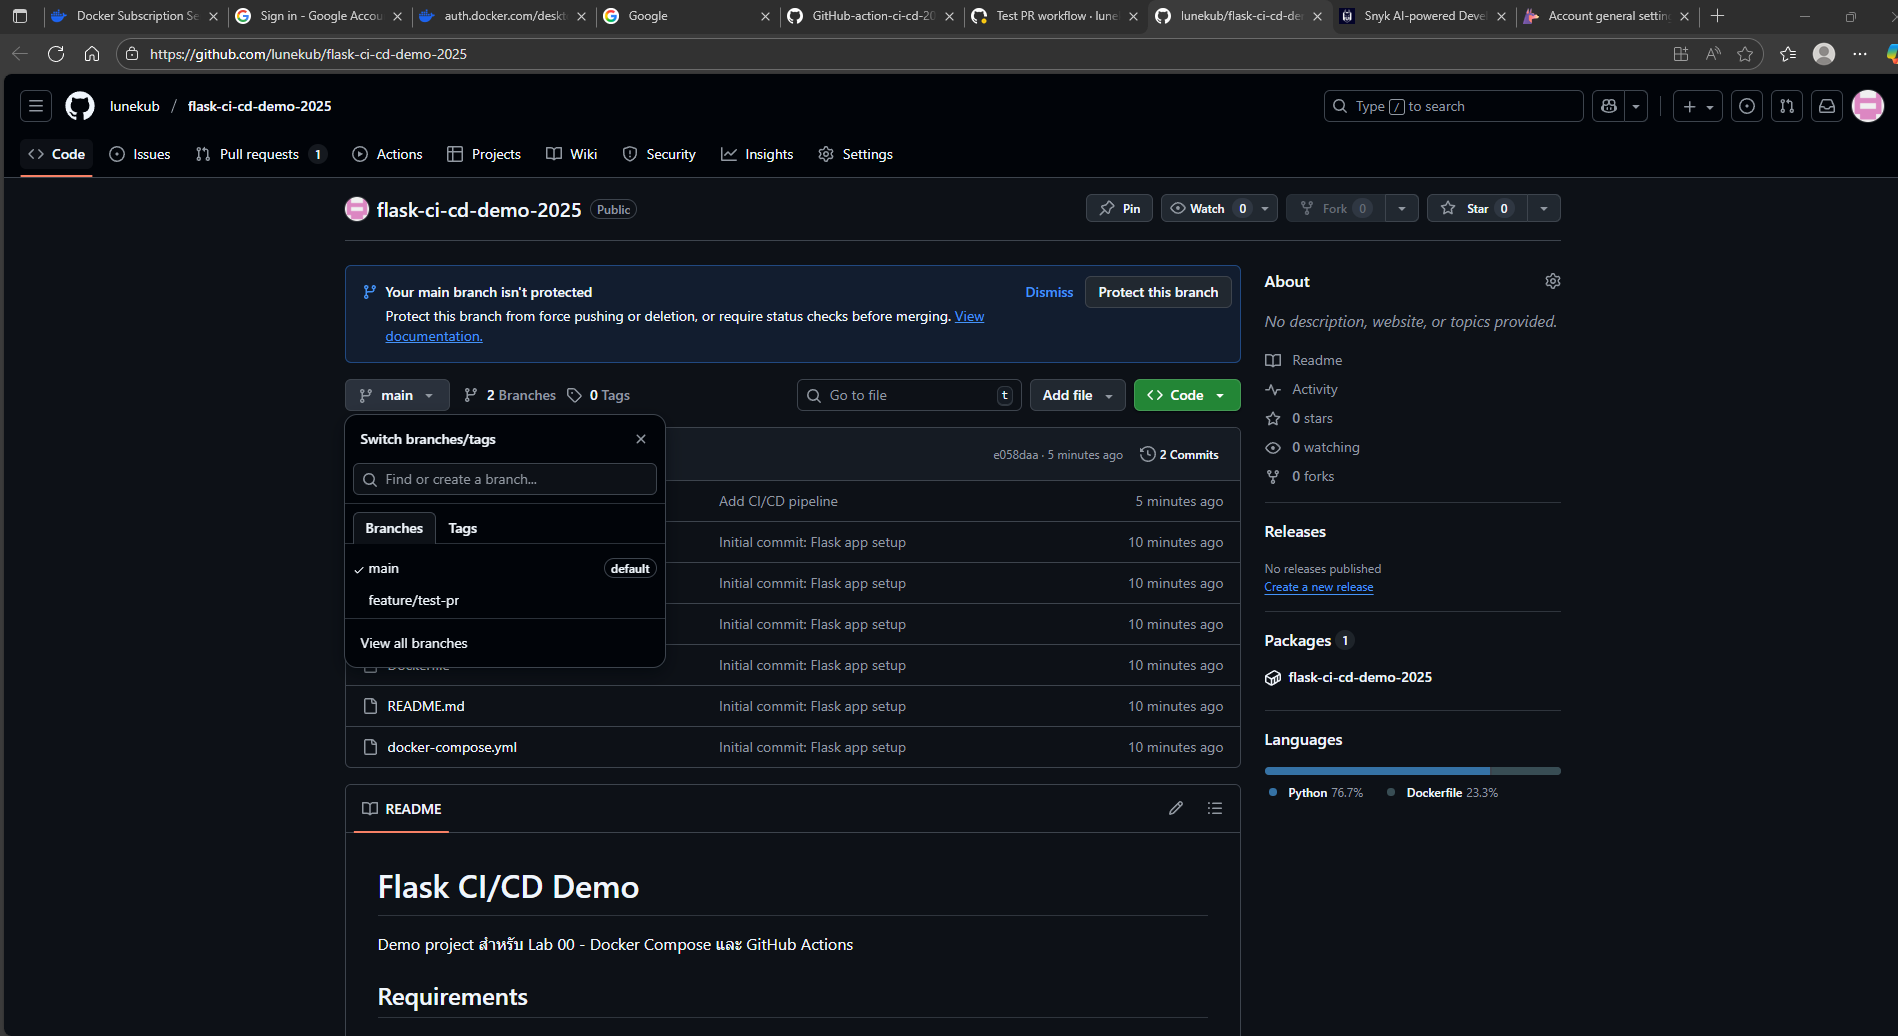 Docker Subscription Se
Sign in - Google Accou
auth.docker.com/deskt
Google
GitHub-action-ci-cd-20
Test PR workflow · lune
lunekub/flask-ci-cd-de
Snyk AI-powered Deve
Account general settin
https://github.com/lunekub/flask-ci-cd-demo-2025
lunekub / flask-ci-cd-demo-2025
Type / to search
Code
Issues
Pull requests 1
Actions
Projects
Wiki
Security
Insights
Settings
flask-ci-cd-demo-2025 Public
Pin
Watch 0
Fork 0
Star 0
Your main branch isn't protected
Protect this branch from force pushing or deletion, or require status checks before merging. View
documentation.
Dismiss
Protect this branch
main
2 Branches
0 Tags
Go to file t
Add file
Code
Switch branches/tags
Find or create a branch...
Branches
Tags
main default
feature/test-pr
View all branches
e058daa · 5 minutes ago
2 Commits
Add CI/CD pipeline 5 minutes ago
Initial commit: Flask app setup 10 minutes ago
Initial commit: Flask app setup 10 minutes ago
Initial commit: Flask app setup 10 minutes ago
Dockerfile Initial commit: Flask app setup 10 minutes ago
README.md Initial commit: Flask app setup 10 minutes ago
docker-compose.yml Initial commit: Flask app setup 10 minutes ago
README
Flask CI/CD Demo
Demo project สำหรับ Lab 00 - Docker Compose และ GitHub Actions
Requirements
About
No description, website, or topics provided.
Readme
Activity
0 stars
0 watching
0 forks
Releases
No releases published
Create a new release
Packages 1
flask-ci-cd-demo-2025
Languages
Python 76.7%
Dockerfile 23.3%